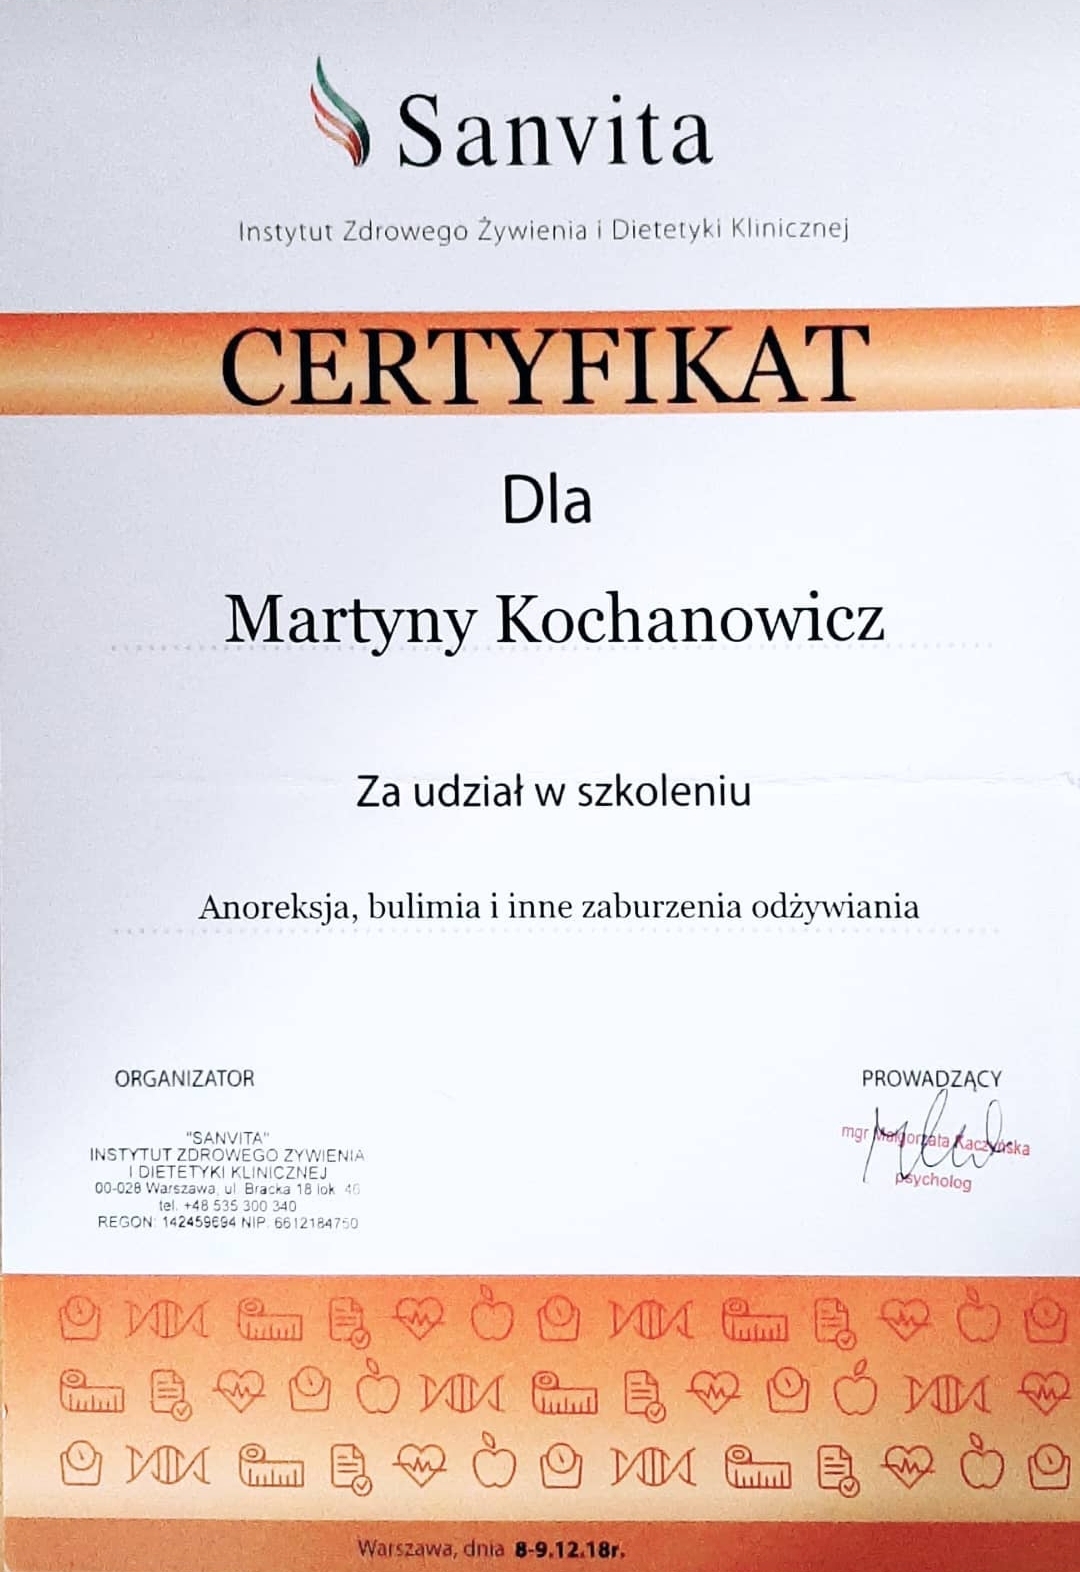 Sanvita
Instytut Zdrowego Żywienia i Dietetyki Klinicznej
CERTYFIKAT
Dla
Martyny Kochanowicz
Za udział w szkoleniu
Anoreksja, bulimia i inne zaburzenia odżywiania
ORGANIZATOR
"SANVITA"
INSTYTUT ZDROWEGO ŻYWIENIA
I DIETETYKI KLINICZNEJ
00-028 Warszawa, ul. Bracka 18 lok. 46
tel. +48 535 300 340
REGON: 142459694 NIP: 6612184750
PROWADZĄCY
mgr Małgorzata Kaczyńska
psycholog
Warszawa, dnia 8-9.12.18r.